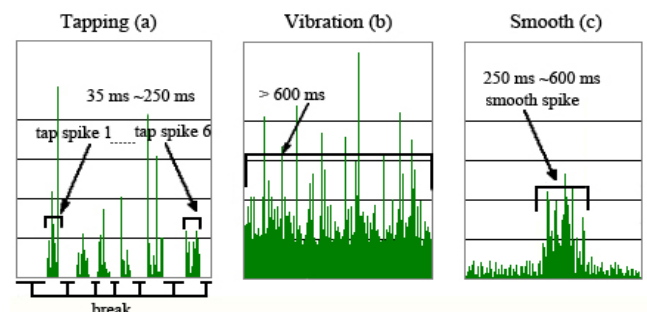 Tapping (a)
35 ms ~250 ms
tap spike 1 ...... tap spike 6
break
Vibration (b)
> 600 ms
Smooth (c)
250 ms ~600 ms
smooth spike